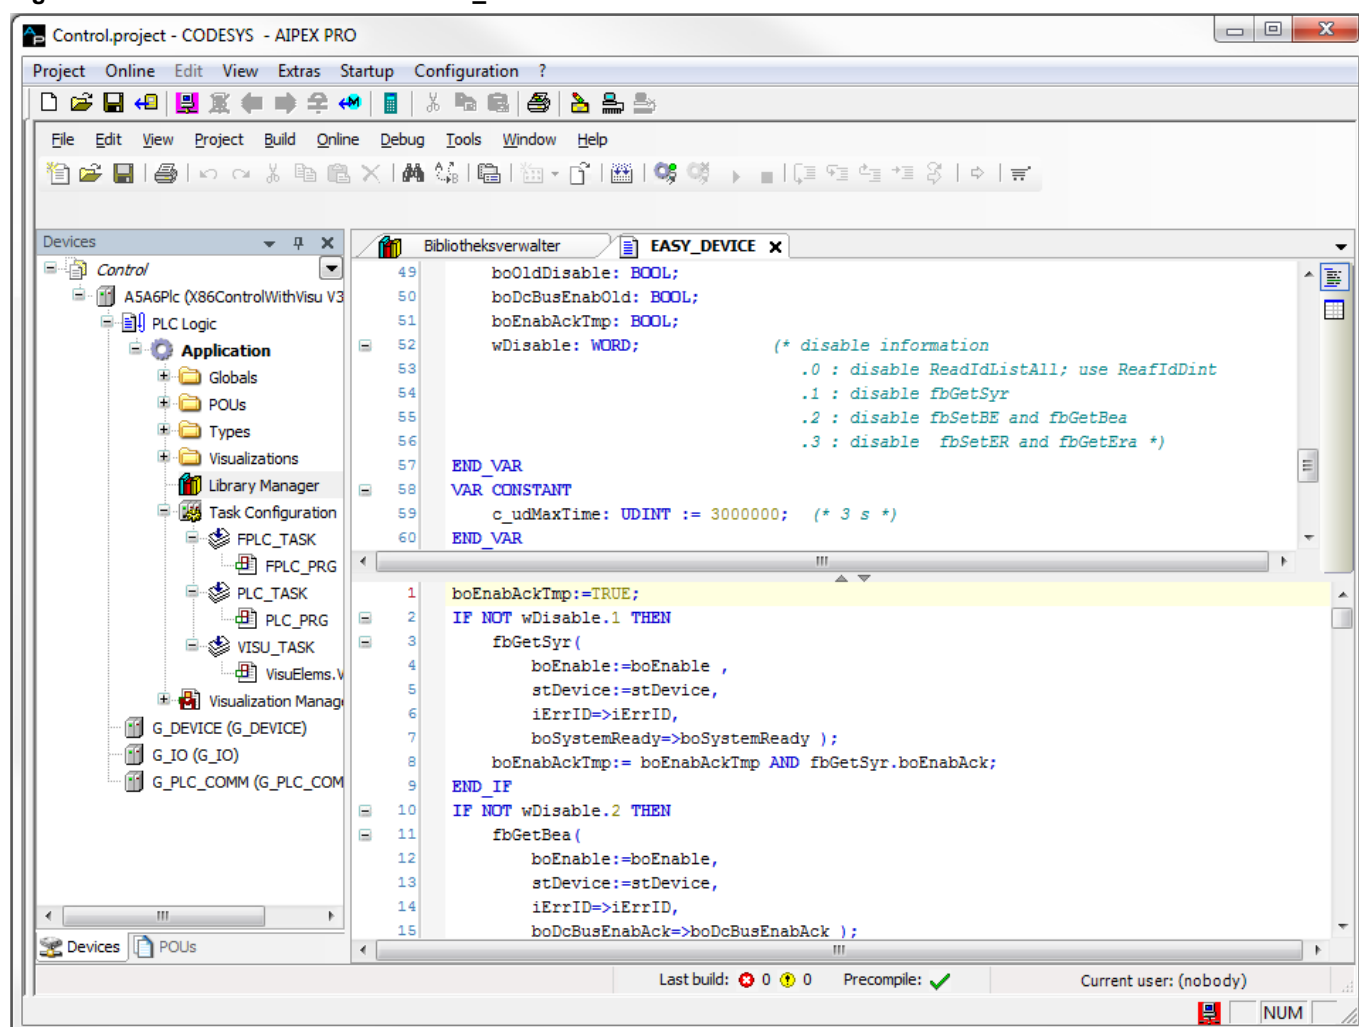 Control.project - CODESYS  - AIPEX PRO
Project Online Edit View Extras Startup Configuration ?
File Edit View Project Build Online Debug Tools Window Help
Devices
Control
A5A6Plc (X86ControlWithVisu V3
PLC Logic
Application
Globals
POUs
Types
Visualizations
Library Manager
Task Configuration
FPLC_TASK
FPLC_PRG
PLC_TASK
PLC_PRG
VISU_TASK
VisuElems.V
Visualization Manag
G_DEVICE (G_DEVICE)
G_IO (G_IO)
G_PLC_COMM (G_PLC_COM
Devices POUs
Bibliotheksverwalter EASY_DEVICE
49 boOldDisable: BOOL;
50 boDcBusEnabOld: BOOL;
51 boEnabAckTmp: BOOL;
52 wDisable: WORD; (* disable information
53 .0 : disable ReadIdListAll; use ReafIdDint
54 .1 : disable fbGetSyr
55 .2 : disable fbSetBE and fbGetBea
56 .3 : disable  fbSetER and fbGetEra *)
57 END_VAR
58 VAR CONSTANT
59 c_udMaxTime: UDINT := 3000000; (* 3 s *)
60 END_VAR
1 boEnabAckTmp:=TRUE;
2 IF NOT wDisable.1 THEN
3 fbGetSyr(
4 boEnable:=boEnable ,
5 stDevice:=stDevice,
6 iErrID=>iErrID,
7 boSystemReady=>boSystemReady );
8 boEnabAckTmp:= boEnabAckTmp AND fbGetSyr.boEnabAck;
9 END_IF
10 IF NOT wDisable.2 THEN
11 fbGetBea(
12 boEnable:=boEnable,
13 stDevice:=stDevice,
14 iErrID=>iErrID,
15 boDcBusEnabAck=>boDcBusEnabAck );
Last build: 0 0 Precompile: Current user: (nobody)
NUM